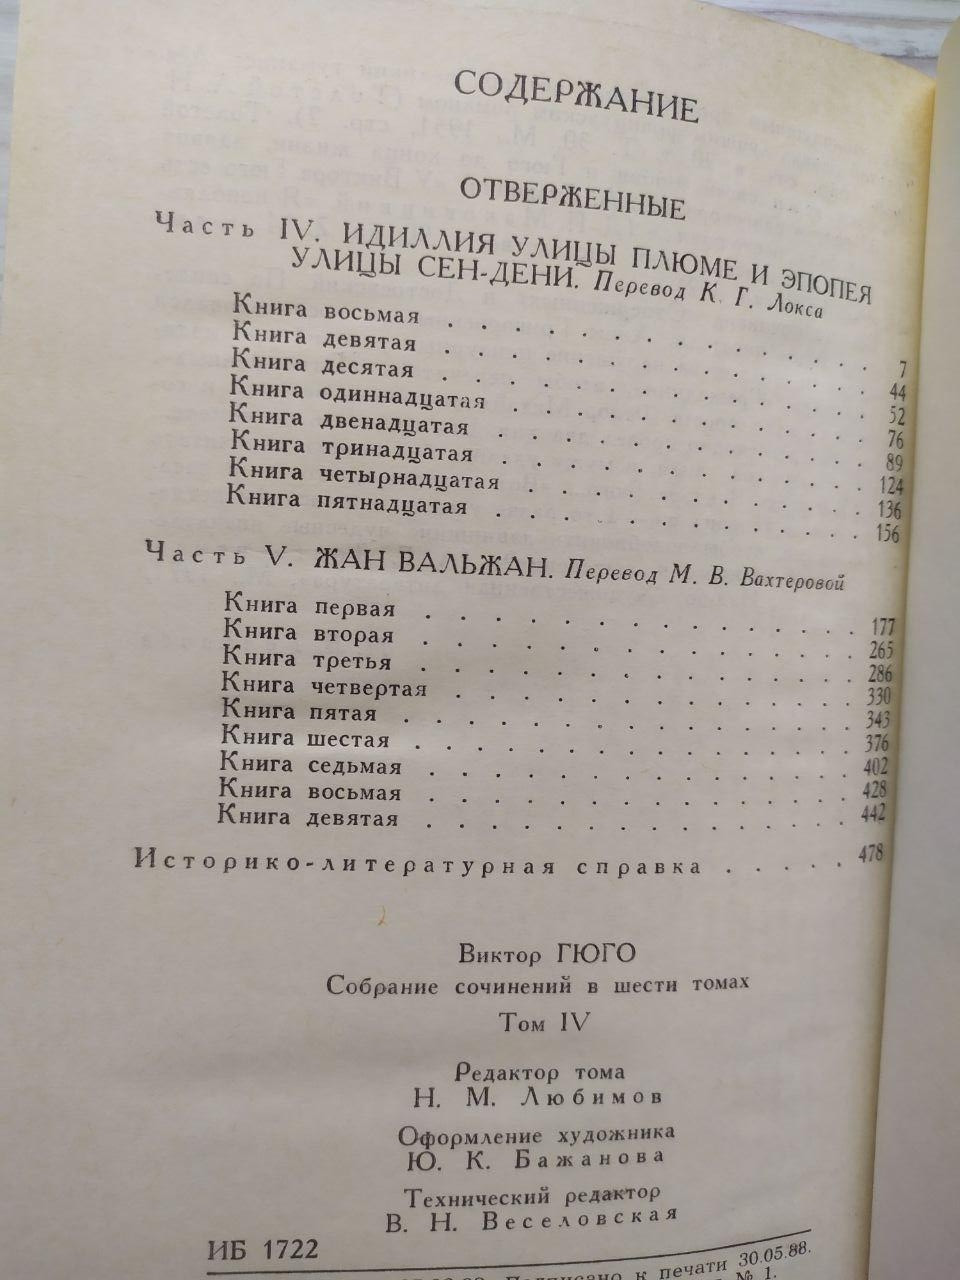 СОДЕРЖАНИЕ
ОТВЕРЖЕННЫЕ
Часть IV. ИДИЛЛИЯ УЛИЦЫ ПЛЮМЕ И ЭПОПЕЯ
УЛИЦЫ СЕН-ДЕНИ. Перевод К. Г. Локса
Книга восьмая . . . . . . . . . . . . . 7
Книга девятая . . . . . . . . . . . . . 44
Книга десятая . . . . . . . . . . . . . 52
Книга одиннадцатая . . . . . . . . . . . 76
Книга двенадцатая . . . . . . . . . . . 89
Книга тринадцатая . . . . . . . . . . . 124
Книга четырнадцатая . . . . . . . . . . 136
Книга пятнадцатая . . . . . . . . . . . 156
Часть V. ЖАН ВАЛЬЖАН. Перевод М. В. Вахтеровой
Книга первая . . . . . . . . . . . . . 177
Книга вторая . . . . . . . . . . . . . 265
Книга третья . . . . . . . . . . . . . 286
Книга четвертая . . . . . . . . . . . . 330
Книга пятая . . . . . . . . . . . . . . 343
Книга шестая . . . . . . . . . . . . . 376
Книга седьмая . . . . . . . . . . . . . 402
Книга восьмая . . . . . . . . . . . . . 428
Книга девятая . . . . . . . . . . . . . 442
Историко-литературная справка . . . . . 478
Виктор ГЮГО
Собрание сочинений в шести томах
Том IV
Редактор тома
Н. М. Любимов
Оформление художника
Ю. К. Бажанова
Технический редактор
В. Н. Веселовская
ИБ 1722
Подписано к печати 30.05.88.
№ 1.